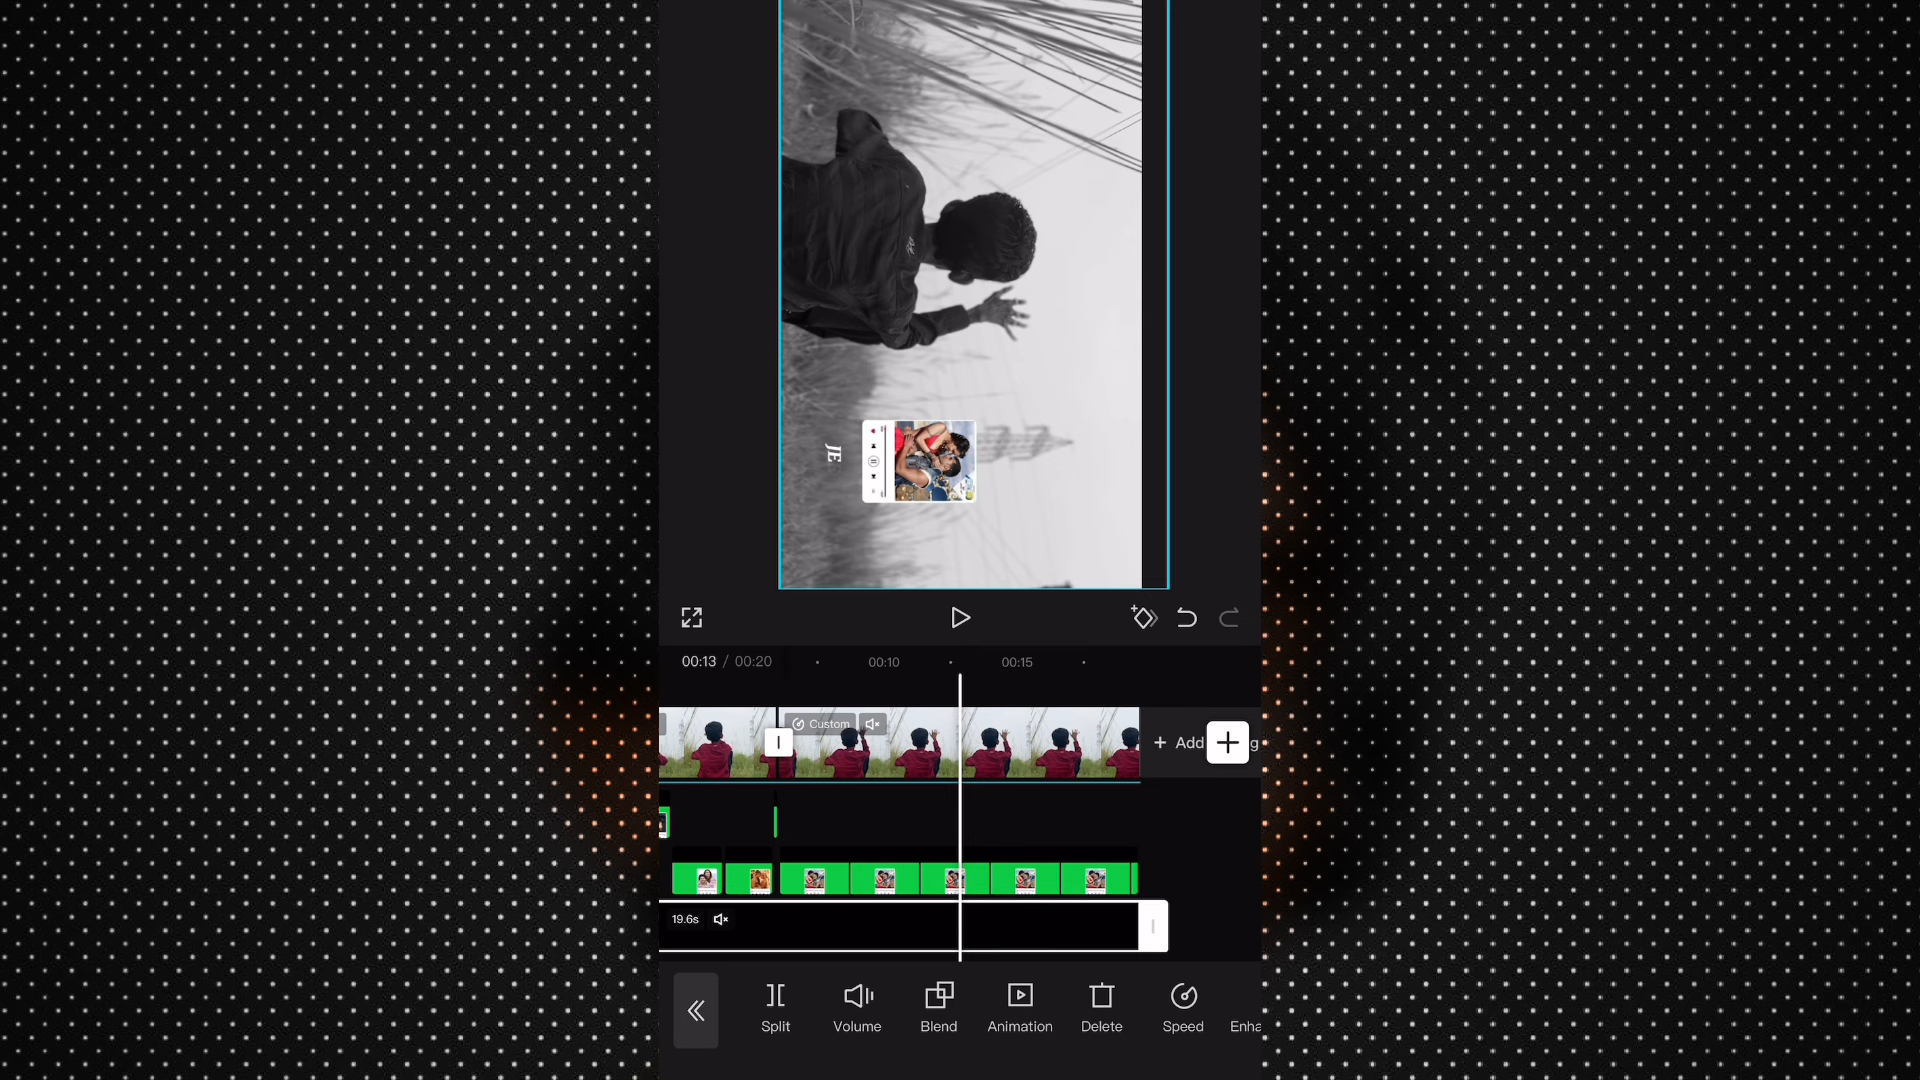 JE
00:13 / 00:20
00:10
00:15
Custom
+ Add
g
19.6s
Split
Volume
Blend
Animation
Delete
Speed
Enha